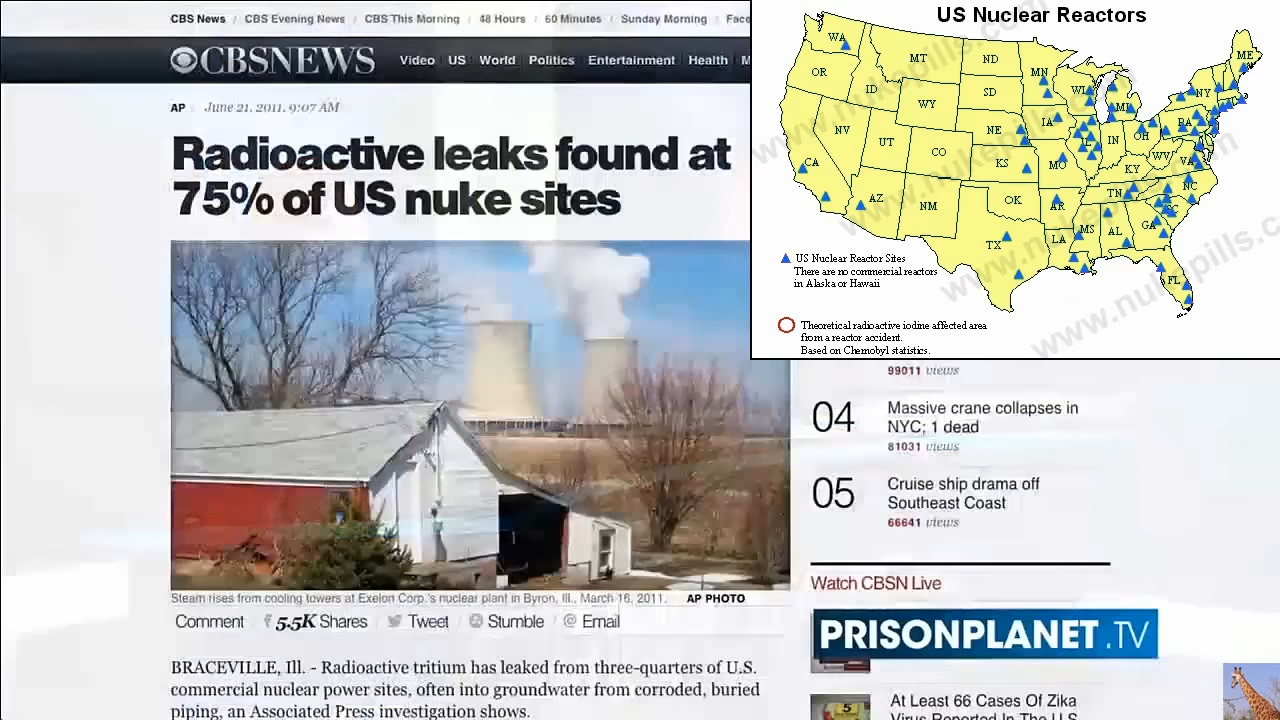 CBS News / CBS Evening News / CBS This Morning / 48 Hours / 60 Minutes / Sunday Morning / Face
CBSNEWS
Video US World Politics Entertainment Health M
AP June 21, 2011, 9:07 AM
Radioactive leaks found at
75% of US nuke sites
Steam rises from cooling towers at Exelon Corp.'s nuclear plant in Byron, Ill., March 16, 2011. AP PHOTO
Comment / 5.5K Shares / Tweet / Stumble / @ Email
BRACEVILLE, Ill. - Radioactive tritium has leaked from three-quarters of U.S.
commercial nuclear power sites, often into groundwater from corroded, buried
piping, an Associated Press investigation shows.
US Nuclear Reactors
WA
OR
ID
MT
ND
SD
WY
NV
UT
CO
CA
AZ
NM
NE
KS
OK
TX
MN
IA
MO
AR
LA
WI
MI
IN
OH
KY
WV
TN
MS
AL
GA
SC
NC
VA
PA
NY
ME
FL
US Nuclear Reactor Sites
There are no commercial reactors
in Alaska or Hawaii
Theoretical radioactive iodine affected area
from a reactor accident.
Based on Chernobyl statistics.
www.nukepills.com
99011 views
04 Massive crane collapses in
NYC; 1 dead
81031 views
05 Cruise ship drama off
Southeast Coast
66641 views
Watch CBSN Live
PRISONPLANET.TV
At Least 66 Cases Of Zika
Virus Reported In The U.S.